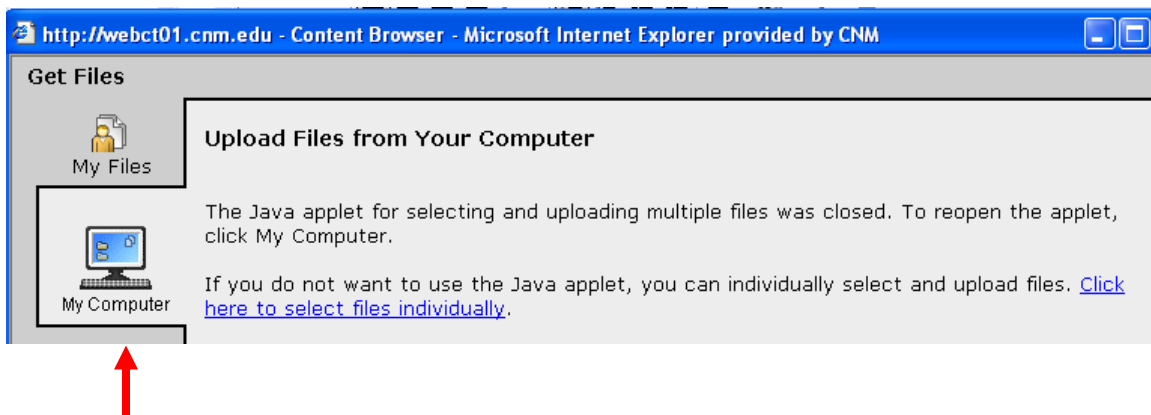 http://webct01.cnm.edu - Content Browser - Microsoft Internet Explorer provided by CNM
Get Files
My Files
Upload Files from Your Computer
The Java applet for selecting and uploading multiple files was closed. To reopen the applet,
click My Computer.
My Computer
If you do not want to use the Java applet, you can individually select and upload files. Click
here to select files individually.